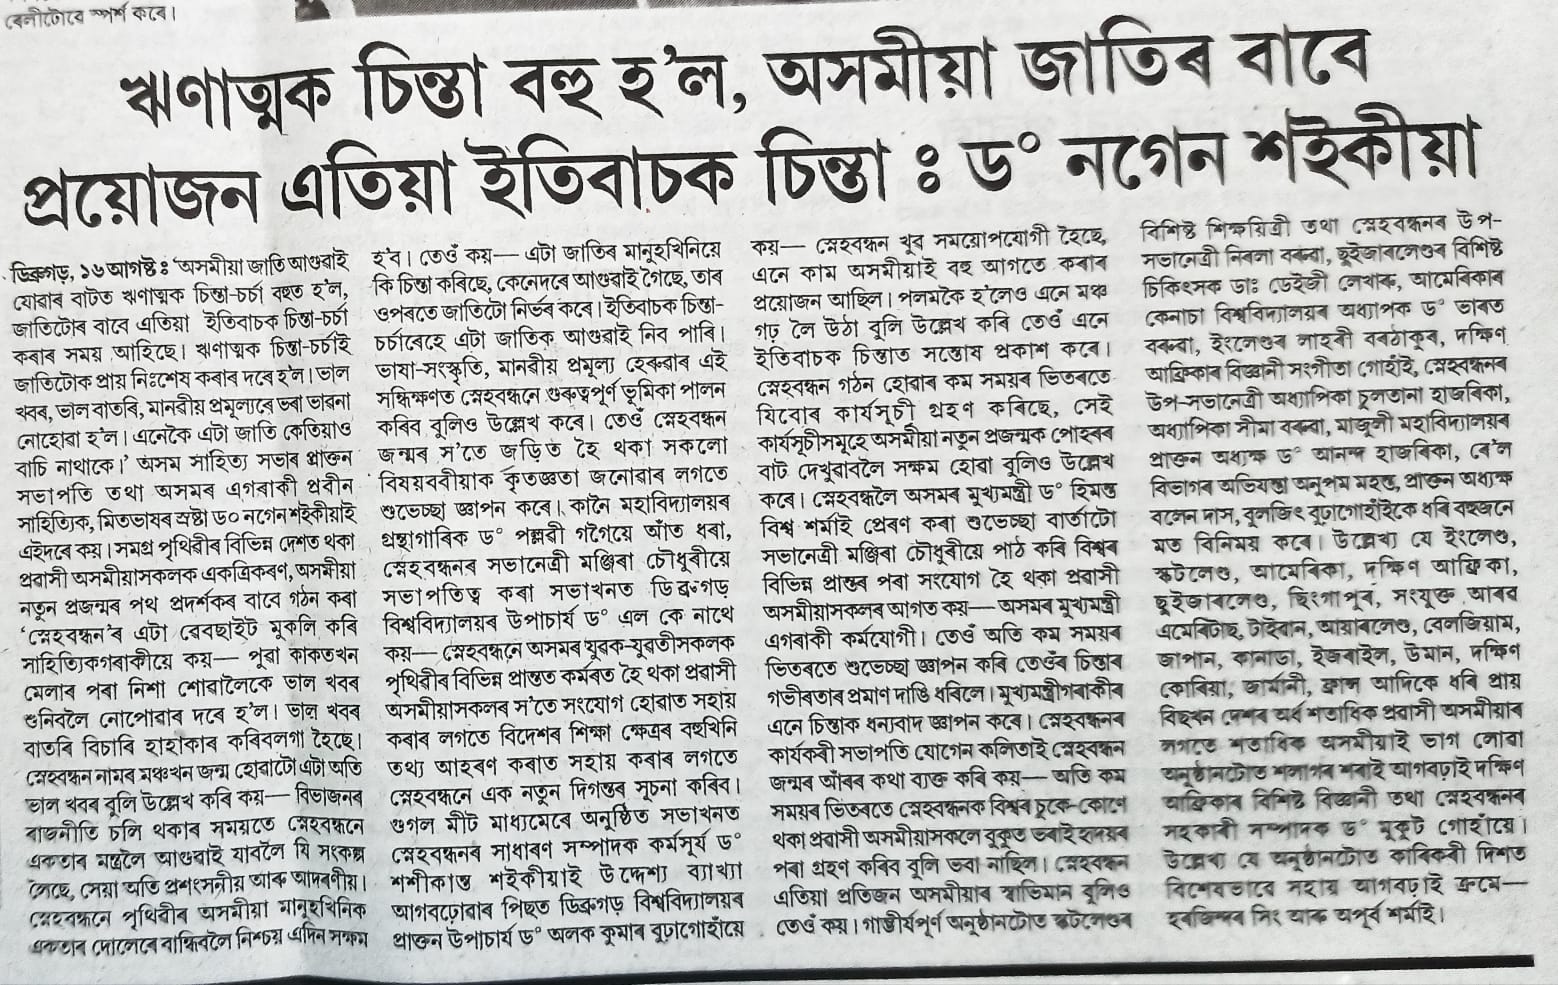 বেনীটোৰে স্পৰ্শ কৰে।
ঋণাত্মক চিন্তা বহু হ'ল, অসমীয়া জাতিৰ বাবে
প্ৰয়োজন এতিয়া ইতিবাচক চিন্তা : ড° নগেন শইকীয়া
ডিব্ৰুগড়, ১৬ আগষ্ট : 'অসমীয়া জাতি আগুৱাই
যোৱাৰ বাটত ঋণাত্মক চিন্তা-চৰ্চা বহুত হ'ল,
জাতিটোৰ বাবে এতিয়া ইতিবাচক চিন্তা-চৰ্চা
কৰাৰ সময় আহিছে। ঋণাত্মক চিন্তা-চৰ্চাই
জাতিটোক প্ৰায় নিঃশেষ কৰাৰ দৰে হ'ল। ভাল
খবৰ, ভাল বাতৰি, মানৱীয় প্ৰমূল্যৰে ভৰা ভাৱনা
নোহোৱা হ'ল। এনেকৈ এটা জাতি কেতিয়াও
বাচি নাথাকে।' অসম সাহিত্য সভাৰ প্ৰাক্তন
সভাপতি তথা অসমৰ এগৰাকী প্ৰবীন
সাহিত্যিক, মিতভাষৰ স্ৰষ্টা ড০ নগেন শইকীয়াই
এইদৰে কয়। সমগ্ৰ পৃথিৱীৰ বিভিন্ন দেশত থকা
প্ৰবাসী অসমীয়াসকলক একত্ৰিকৰণ, অসমীয়া
নতুন প্ৰজন্মৰ পথ প্ৰদৰ্শকৰ বাবে গঠন কৰা
'স্নেহবন্ধন'ৰ এটা ৱেবছাইট মুকলি কৰি
সাহিত্যিকগৰাকীয়ে কয়— পুৱা কাকতখন
মেলাৰ পৰা নিশা শোৱালৈকে ভাল খবৰ
শুনিবলৈ নোপোৱাৰ দৰে হ'ল। ভাল খবৰ
বাতৰি বিচাৰি হাহাকাৰ কৰিবলগা হৈছে।
স্নেহবন্ধন নামৰ মঞ্চখন জন্ম হোৱাটো এটা অতি
ভাল খবৰ বুলি উল্লেখ কৰি কয়— বিভাজনৰ
ৰাজনীতি চলি থকাৰ সময়তে স্নেহবন্ধনে
একতাৰ মন্ত্ৰলৈ আগুৱাই যাবলৈ যি সংকল্প
লৈছে, সেয়া অতি প্ৰশংসনীয় আৰু আদৰণীয়।
স্নেহবন্ধনে পৃথিৱীৰ অসমীয়া মানুহখিনিক
একতাৰ দোলেৰে বান্ধিবলৈ নিশ্চয় এদিন সক্ষম
হ'ব। তেওঁ কয়— এটা জাতিৰ মানুহখিনিয়ে
কি চিন্তা কৰিছে, কেনেদৰে আগুৱাই গৈছে, তাৰ
ওপৰতে জাতিটো নিৰ্ভৰ কৰে। ইতিবাচক চিন্তা-
চৰ্চাৰেহে এটা জাতিক আগুৱাই নিব পাৰি।
ভাষা-সংস্কৃতি, মানৱীয় প্ৰমূল্য হেৰুৱাৰ এই
সন্ধিক্ষণত স্নেহবন্ধনে গুৰুত্বপূৰ্ণ ভূমিকা পালন
কৰিব বুলিও উল্লেখ কৰে। তেওঁ স্নেহবন্ধন
জন্মৰ স'তে জড়িত হৈ থকা সকলো
বিষয়ববীয়াক কৃতজ্ঞতা জনোৱাৰ লগতে
শুভেচ্ছা জ্ঞাপন কৰে। কানৈ মহাবিদ্যালয়ৰ
গ্ৰন্থাগাৰিক ড° পল্লৱী গগৈয়ে আঁত ধৰা,
স্নেহবন্ধনৰ সভানেত্ৰী মঞ্জিৰা চৌধুৰীয়ে
সভাপতিত্ব কৰা সভাখনত ডিব্ৰুগড়
বিশ্ববিদ্যালয়ৰ উপাচাৰ্য ড° এল কে নাথে
কয়— স্নেহবন্ধনে অসমৰ যুৱক-যুৱতীসকলক
পৃথিৱীৰ বিভিন্ন প্ৰান্তত কৰ্মৰত হৈ থকা প্ৰবাসী
অসমীয়াসকলৰ স'তে সংযোগ হোৱাত সহায়
কৰাৰ লগতে বিদেশৰ শিক্ষা ক্ষেত্ৰৰ বহুখিনি
তথ্য আহৰণ কৰাত সহায় কৰাৰ লগতে
স্নেহবন্ধনে এক নতুন দিগন্তৰ সূচনা কৰিব।
গুগল মীট মাধ্যমেৰে অনুষ্ঠিত সভাখনত
স্নেহবন্ধনৰ সাধাৰণ সম্পাদক কৰ্মসূৰ্য ড°
শশীকান্ত শইকীয়াই উদ্দেশ্য ব্যাখ্যা
আগবঢ়োৱাৰ পিছত ডিব্ৰুগড় বিশ্ববিদ্যালয়ৰ
প্ৰাক্তন উপাচাৰ্য ড° অলক কুমাৰ বুঢ়াগোহাঁয়ে
কয়— স্নেহবন্ধন খুব সময়োপযোগী হৈছে,
এনে কাম অসমীয়াই বহু আগতে কৰাৰ
প্ৰয়োজন আছিল। পলমকৈ হ'লেও এনে মঞ্চ
গঢ় লৈ উঠা বুলি উল্লেখ কৰি তেওঁ এনে
ইতিবাচক চিন্তাত সন্তোষ প্ৰকাশ কৰে।
স্নেহবন্ধন গঠন হোৱাৰ কম সময়ৰ ভিতৰতে
যিবোৰ কাৰ্যসূচী গ্ৰহণ কৰিছে, সেই
কাৰ্যসূচীসমূহে অসমীয়া নতুন প্ৰজন্মক পোহৰৰ
বাট দেখুৱাবলৈ সক্ষম হোৱা বুলিও উল্লেখ
কৰে। স্নেহবন্ধনলৈ অসমৰ মুখ্যমন্ত্ৰী ড° হিমন্ত
বিশ্ব শৰ্মাই প্ৰেৰণ কৰা শুভেচ্ছা বাৰ্তাটো
সভানেত্ৰী মঞ্জিৰা চৌধুৰীয়ে পাঠ কৰি বিশ্বৰ
বিভিন্ন প্ৰান্তৰ পৰা সংযোগ হৈ থকা প্ৰবাসী
অসমীয়াসকলৰ আগত কয়— অসমৰ মুখ্যমন্ত্ৰী
এগৰাকী কৰ্মযোগী। তেওঁ অতি কম সময়ৰ
ভিতৰতে শুভেচ্ছা জ্ঞাপন কৰি তেওঁৰ চিন্তাৰ
গভীৰতাৰ প্ৰমাণ দাঙি ধৰিলে। মুখ্যমন্ত্ৰীগৰাকীৰ
এনে চিন্তাক ধন্যবাদ জ্ঞাপন কৰে। স্নেহবন্ধনৰ
কাৰ্যকৰী সভাপতি যোগেন কলিতাই স্নেহবন্ধন
জন্মৰ আঁৰৰ কথা ব্যক্ত কৰি কয়— অতি কম
সময়ৰ ভিতৰতে স্নেহবন্ধনক বিশ্বৰ চুকে-কোণে
থকা প্ৰবাসী অসমীয়াসকলে বুকুত ভৰাই হৃদয়ৰ
পৰা গ্ৰহণ কৰিব বুলি ভবা নাছিল। স্নেহবন্ধন
এতিয়া প্ৰতিজন অসমীয়াৰ স্বাভিমান বুলিও
তেওঁ কয়। গাম্ভীৰ্যপূৰ্ণ অনুষ্ঠানটোত স্কটলেণ্ডৰ
বিশিষ্ট শিক্ষয়িত্ৰী তথা স্নেহবন্ধনৰ উপ-
সভানেত্ৰী নিৰলা বৰুৱা, ছুইজাৰলেণ্ডৰ বিশিষ্ট
চিকিৎসক ডাঃ ডেইজী লেখাৰু, আমেৰিকাৰ
কেনাচা বিশ্ববিদ্যালয়ৰ অধ্যাপক ড° ভাৰত
বৰুৱা, ইংলেণ্ডৰ লাহৰী বৰঠাকুৰ, দক্ষিণ
আফ্ৰিকাৰ বিজ্ঞানী সংগীতা গোহাঁই, স্নেহবন্ধনৰ
উপ-সভানেত্ৰী অধ্যাপিকা চুলতানা হাজৰিকা,
অধ্যাপিকা সীমা বৰুৱা, মাজুলী মহাবিদ্যালয়ৰ
প্ৰাক্তন অধ্যক্ষ ড° আনন্দ হাজৰিকা, ৰে'ল
বিভাগৰ অভিযন্তা অনুপম মহন্ত, প্ৰাক্তন অধ্যক্ষ
বলেন দাস, বুলজিৎ বুঢ়াগোহাঁইকে ধৰি বহুজনে
মত বিনিময় কৰে। উল্লেখ্য যে ইংলেণ্ড,
স্কটলেণ্ড, আমেৰিকা, দক্ষিণ আফ্ৰিকা,
ছুইজাৰলেণ্ড, ছিংগাপুৰ, সংযুক্ত আৰব
এমেৰিটছ, টাইৱান, আয়াৰলেণ্ড, বেলজিয়াম,
জাপান, কানাডা, ইজৰাইল, উমান, দক্ষিণ
কোৰিয়া, জাৰ্মানী, ফ্ৰান্স আদিকে ধৰি প্ৰায়
বিছখন দেশৰ অৰ্ধ শতাধিক প্ৰবাসী অসমীয়াৰ
লগতে শতাধিক অসমীয়াই ভাগ লোৱা
অনুষ্ঠানটোত শলাগৰ শৰাই আগবঢ়াই দক্ষিণ
আফ্ৰিকাৰ বিশিষ্ট বিজ্ঞানী তথা স্নেহবন্ধনৰ
সহকাৰী সম্পাদক ড° মুকুট গোহাঁয়ে।
উল্লেখ্য যে অনুষ্ঠানটোত কাৰিকৰী দিশত
বিশেষভাবে সহায় আগবঢ়াই ক্ৰমে—
হৰজিন্দৰ সিং আৰু অপূৰ্ব শৰ্মাই।